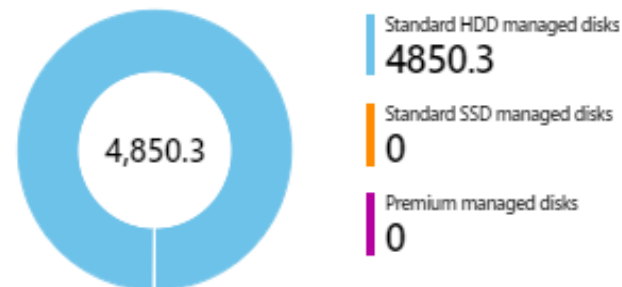 4,850.3
Standard HDD managed disks
4850.3
Standard SSD managed disks
0
Premium managed disks
0